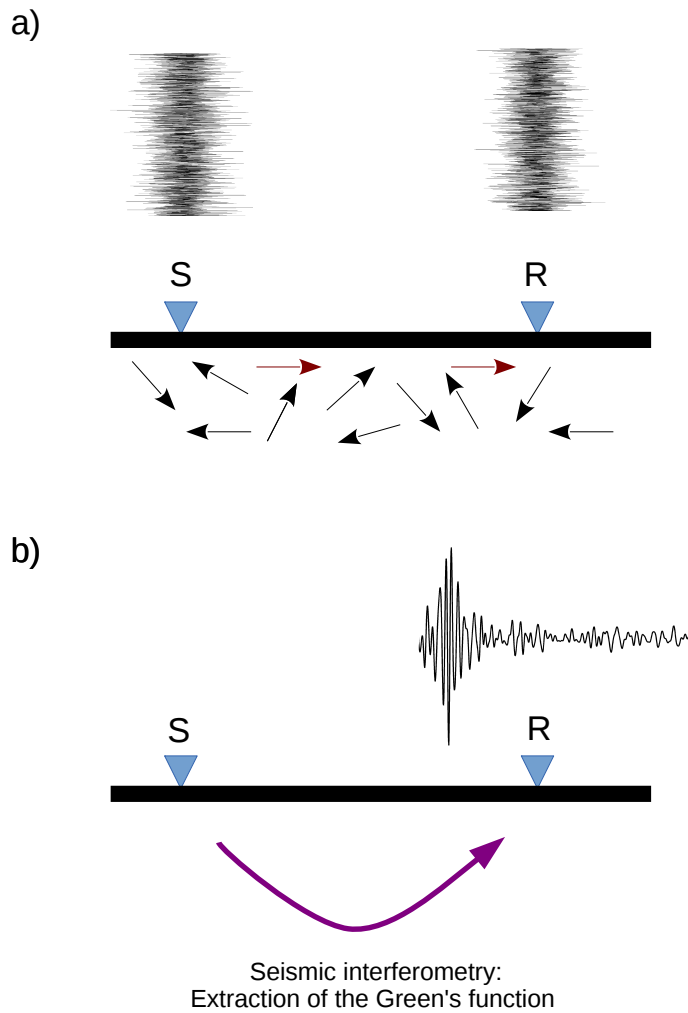 a)
S
R
b)
S
R
Seismic interferometry:
Extraction of the Green's function